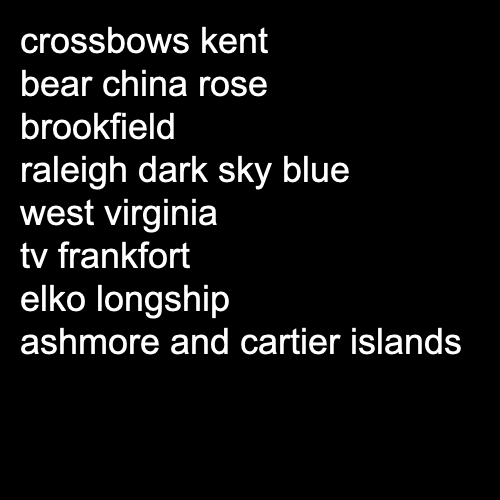 crossbows kent
bear china rose
brookfield
raleigh dark sky blue
west virginia
tv frankfort
elko longship
ashmore and cartier islands